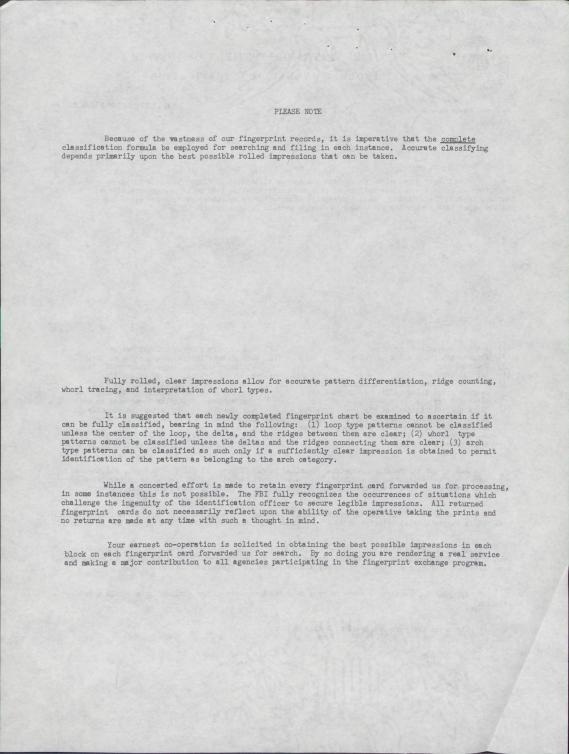 PLEASE NOTE
Because of the vastness of our fingerprint records, it is imperative that the complete
classification formula be employed for searching and filing in each instance. Accurate classifying
depends primarily upon the best possible rolled impressions that can be taken.
Fully rolled, clear impressions allow for accurate pattern differentiation, ridge counting,
whorl tracing, and interpretation of whorl types.
It is suggested that each newly completed fingerprint chart be examined to ascertain if it
can be fully classified, bearing in mind the following: (1) loop type patterns cannot be classified
unless the center of the loop, the delta, and the ridges between them are clear; (2) whorl type
patterns cannot be classified unless the deltas and the ridges connecting them are clear; (3) arch
type patterns can be classified as such only if a sufficiently clear impression is obtained to permit
identification of the pattern as belonging to the arch category.
While a concerted effort is made to retain every fingerprint card forwarded us for processing,
in some instances this is not possible. The FBI fully recognizes the occurrences of situations which
challenge the ingenuity of the identification officer to secure legible impressions. All returned
fingerprint cards do not necessarily reflect upon the ability of the operative taking the prints and
no returns are made at any time with such a thought in mind.
Your earnest co-operation is solicited in obtaining the best possible impressions in each
block on each fingerprint card forwarded us for search. By so doing you are rendering a real service
and making a major contribution to all agencies participating in the fingerprint exchange program.